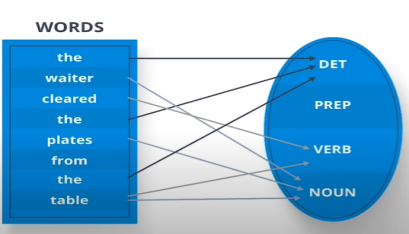 WORDS
the
waiter
cleared
the
plates
from
the
table
DET
PREP
VERB
NOUN